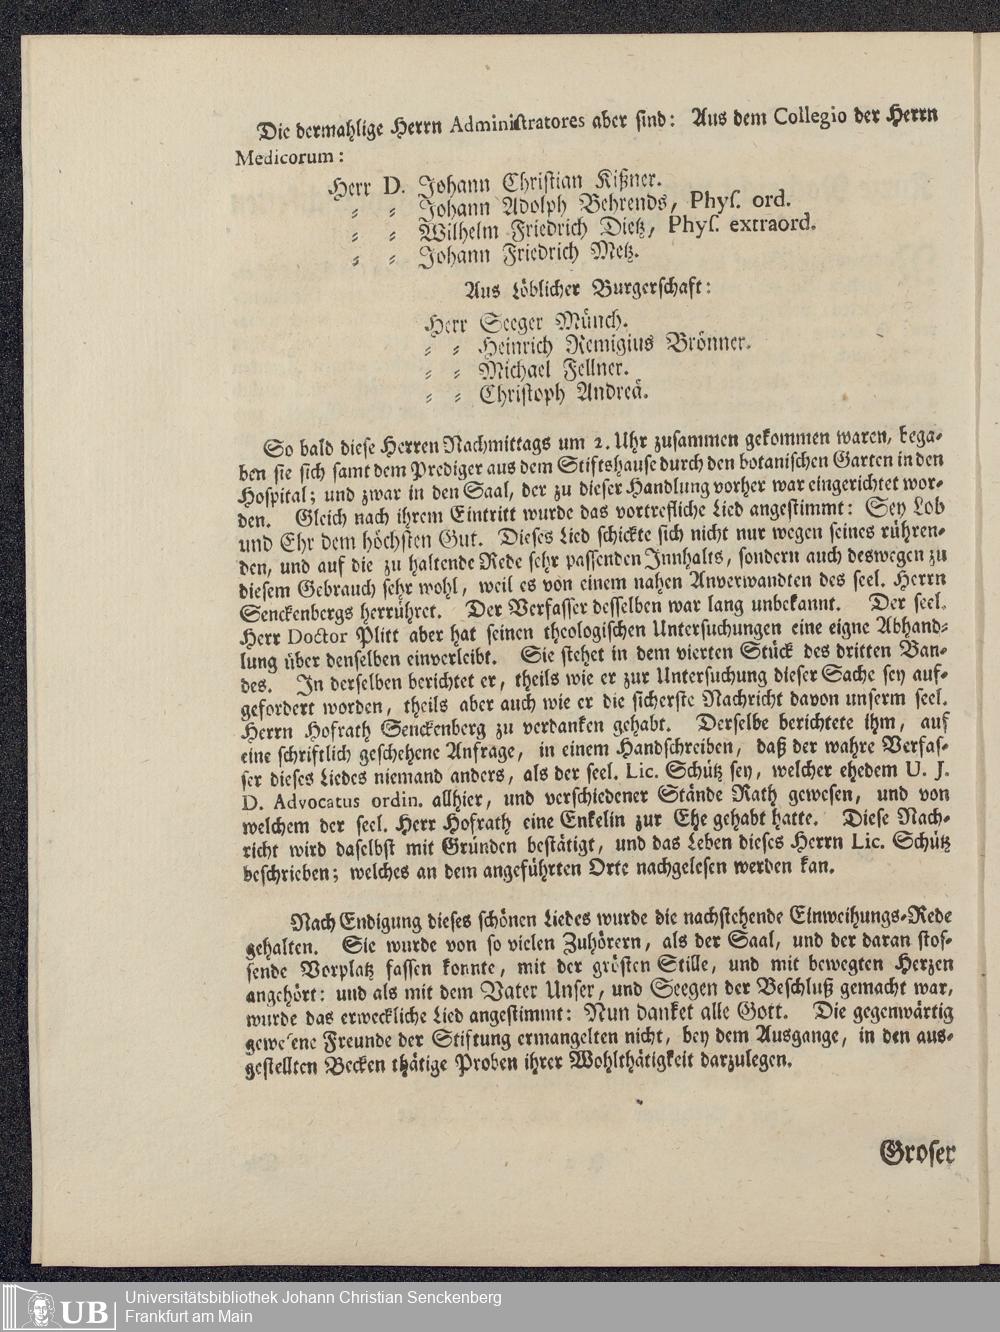 Die dermahlige Herrn Administratores aber sind: Aus dem Collegio der Herrn
Medicorum:
Herr D. Johann Christian Kißner.
⸗ ⸗ Johann Adolph Behrends, Phys. ord.
⸗ ⸗ Wilhelm Friedrich Dietz, Phys. extraord.
⸗ ⸗ Johann Friedrich Metz.
Aus Löblicher Burgerschaft:
Herr Seeger Münch.
⸗ ⸗ Heinrich Remigius Brönner.
⸗ ⸗ Michael Fellner.
⸗ ⸗ Christoph Andreä.
So bald diese Herren Nachmittags um 2. Uhr zusammen gekommen waren, bega⸗
ben sie sich samt dem Prediger aus dem Stiftshause durch den botanischen Garten in den
Hospital; und zwar in den Saal, der zu dieser Handlung vorher war eingerichtet wor⸗
den. Gleich nach ihrem Eintritt wurde das vortrefliche Lied angestimmt: Sey Lob
und Ehr dem höchsten Gut. Dieses Lied schickte sich nicht nur wegen seines rühren⸗
den, und auf die zu haltende Rede sehr passenden Innhalts, sondern auch deswegen zu
diesem Gebrauch sehr wohl, weil es von einem nahen Anverwandten des seel. Herrn
Senckenbergs herrühret. Der Verfasser desselben war lang unbekannt. Der seel.
Herr Doctor Plitt aber hat seinen theologischen Untersuchungen eine eigne Abhand⸗
lung über denselben einverleibt. Sie stehet in dem vierten Stück des dritten Ban⸗
des. In derselben berichtet er, theils wie er zur Untersuchung dieser Sache sey auf⸗
gefordert worden, theils aber auch wie er die sicherste Nachricht davon unserm seel.
Herrn Hofrath Senckenberg zu verdanken gehabt. Derselbe berichtete ihm, auf
eine schriftlich geschehene Anfrage, in einem Handschreiben, daß der wahre Verfas⸗
ser dieses Liedes niemand anders, als der seel. Lic. Schütz sey, welcher ehedem U. J.
D. Advocatus ordin. allhier, und verschiedener Stände Rath gewesen, und von
welchem der seel. Herr Hofrath eine Enkelin zur Ehe gehabt hatte. Diese Nach⸗
richt wird daselbst mit Gründen bestätigt, und das Leben dieses Herrn Lic. Schütz
beschrieben; welches an dem angeführten Orte nachgelesen werden kan.
Nach Endigung dieses schönen Liedes wurde die nachstehende Einweihungs⸗Rede
gehalten. Sie wurde von so vielen Zuhörern, als der Saal, und der daran stos⸗
sende Vorplatz fassen konnte, mit der grösten Stille, und mit bewegten Herzen
angehört: und als mit dem Vater Unser, und Seegen der Beschluß gemacht war,
wurde das erweckliche Lied angestimmt: Nun danket alle Gott. Die gegenwärtig
gewesene Freunde der Stiftung ermangelten nicht, bey dem Ausgange, in den aus⸗
gestellten Becken thätige Proben ihrer Wohlthätigkeit darzulegen.
Groser
UB
Universitätsbibliothek Johann Christian Senckenberg
Frankfurt am Main